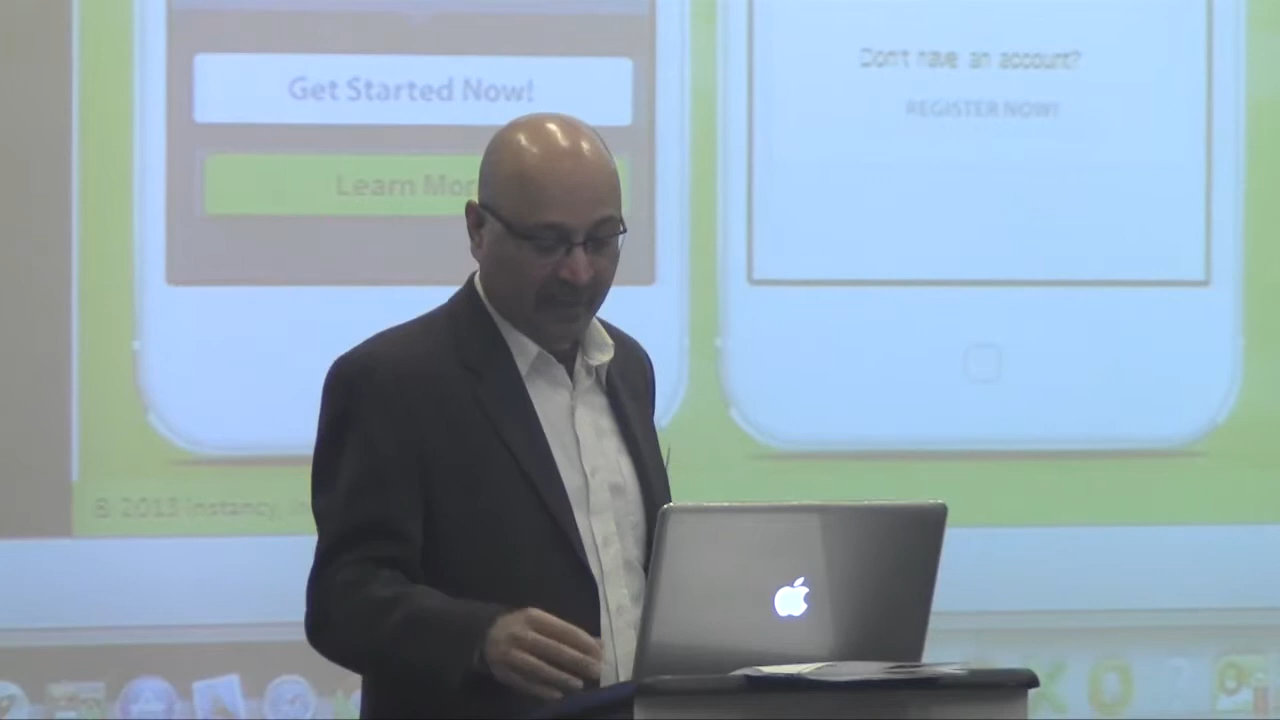 Get Started Now!
Learn Mor
Don't have an account?
REGISTER NOW!
© 2013 Instancy, In